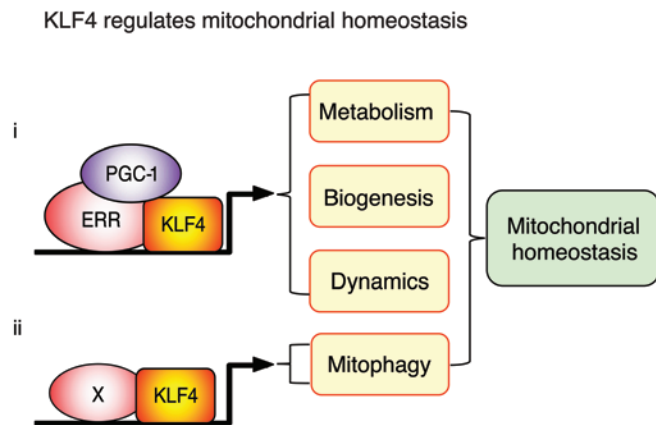 KLF4 regulates mitochondrial homeostasis
i
PGC-1
ERR
KLF4
Metabolism
Biogenesis
Dynamics
Mitochondrial
homeostasis
ii
X
KLF4
Mitophagy